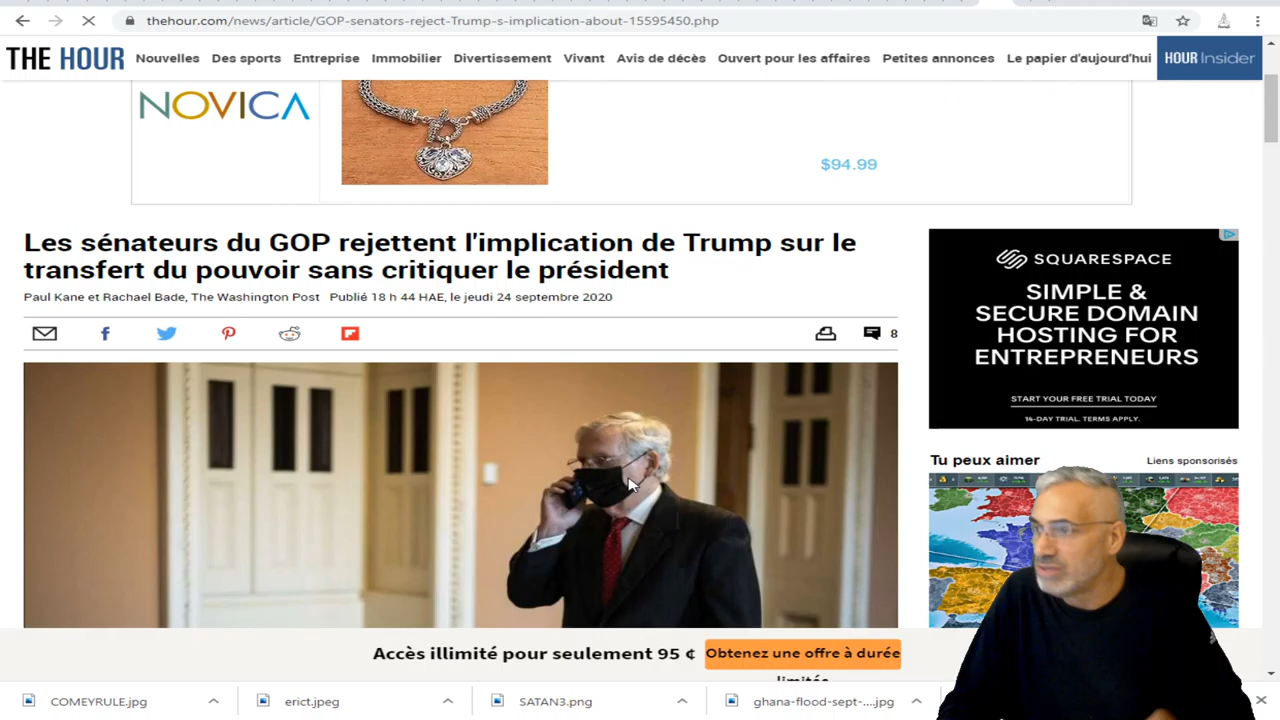 thehour.com/news/article/GOP-senators-reject-Trump-s-implication-about-15595450.php
THE HOUR
Nouvelles Des sports Entreprise Immobilier Divertissement Vivant Avis de décès Ouvert pour les affaires Petites annonces Le papier d'aujourd'hui
HOUR Insider
NOVICA
$94.99
Les sénateurs du GOP rejettent l'implication de Trump sur le
transfert du pouvoir sans critiquer le président
Paul Kane et Rachael Bade, The Washington Post Publié 18 h 44 HAE, le jeudi 24 septembre 2020
8
SQUARESPACE
SIMPLE &
SECURE DOMAIN
HOSTING FOR
ENTREPRENEURS
START YOUR FREE TRIAL TODAY
14-DAY TRIAL. TERMS APPLY.
Tu peux aimer Liens sponsorisés
Accès illimité pour seulement 95 ¢
Obtenez une offre à durée
limitée
COMEYRULE.jpg
erict.jpeg
SATAN3.png
ghana-flood-sept-....jpg